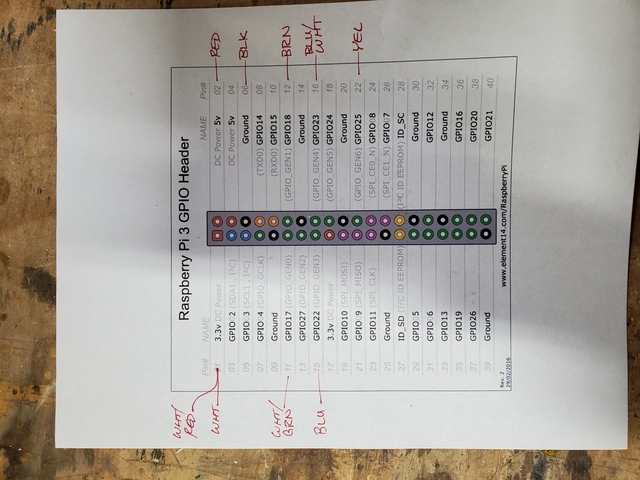 Raspberry Pi 3 GPIO Header
WHT/
RED
Pin# NAME NAME Pin#
WHT 01 3.3v DC Power DC Power 5v 02 RED
03 GPIO02 (SDA1 , I²C) DC Power 5v 04
05 GPIO03 (SCL1 , I²C) Ground 06 BLK
07 GPIO04 (GPIO_GCLK) (TXD0) GPIO14 08
09 Ground (RXD0) GPIO15 10
WHT/
GRN 11 GPIO17 (GPIO_GEN0) (GPIO_GEN1) GPIO18 12 BRN
13 GPIO27 (GPIO_GEN2) Ground 14
BLU 15 GPIO22 (GPIO_GEN3) (GPIO_GEN4) GPIO23 16 BLU/
WHT
17 3.3v DC Power (GPIO_GEN5) GPIO24 18
19 GPIO10 (SPI_MOSI) Ground 20
21 GPIO09 (SPI_MISO) (GPIO_GEN6) GPIO25 22 YEL
23 GPIO11 (SPI_CLK) (SPI_CE0_N) GPIO08 24
25 Ground (SPI_CE1_N) GPIO07 26
27 ID_SD (I²C ID EEPROM) (I²C ID EEPROM) ID_SC 28
29 GPIO05 Ground 30
31 GPIO06 GPIO12 32
33 GPIO13 Ground 34
35 GPIO19 GPIO16 36
37 GPIO26 GPIO20 38
39 Ground GPIO21 40
Rev. 2
29/02/2016 www.element14.com/RaspberryPi